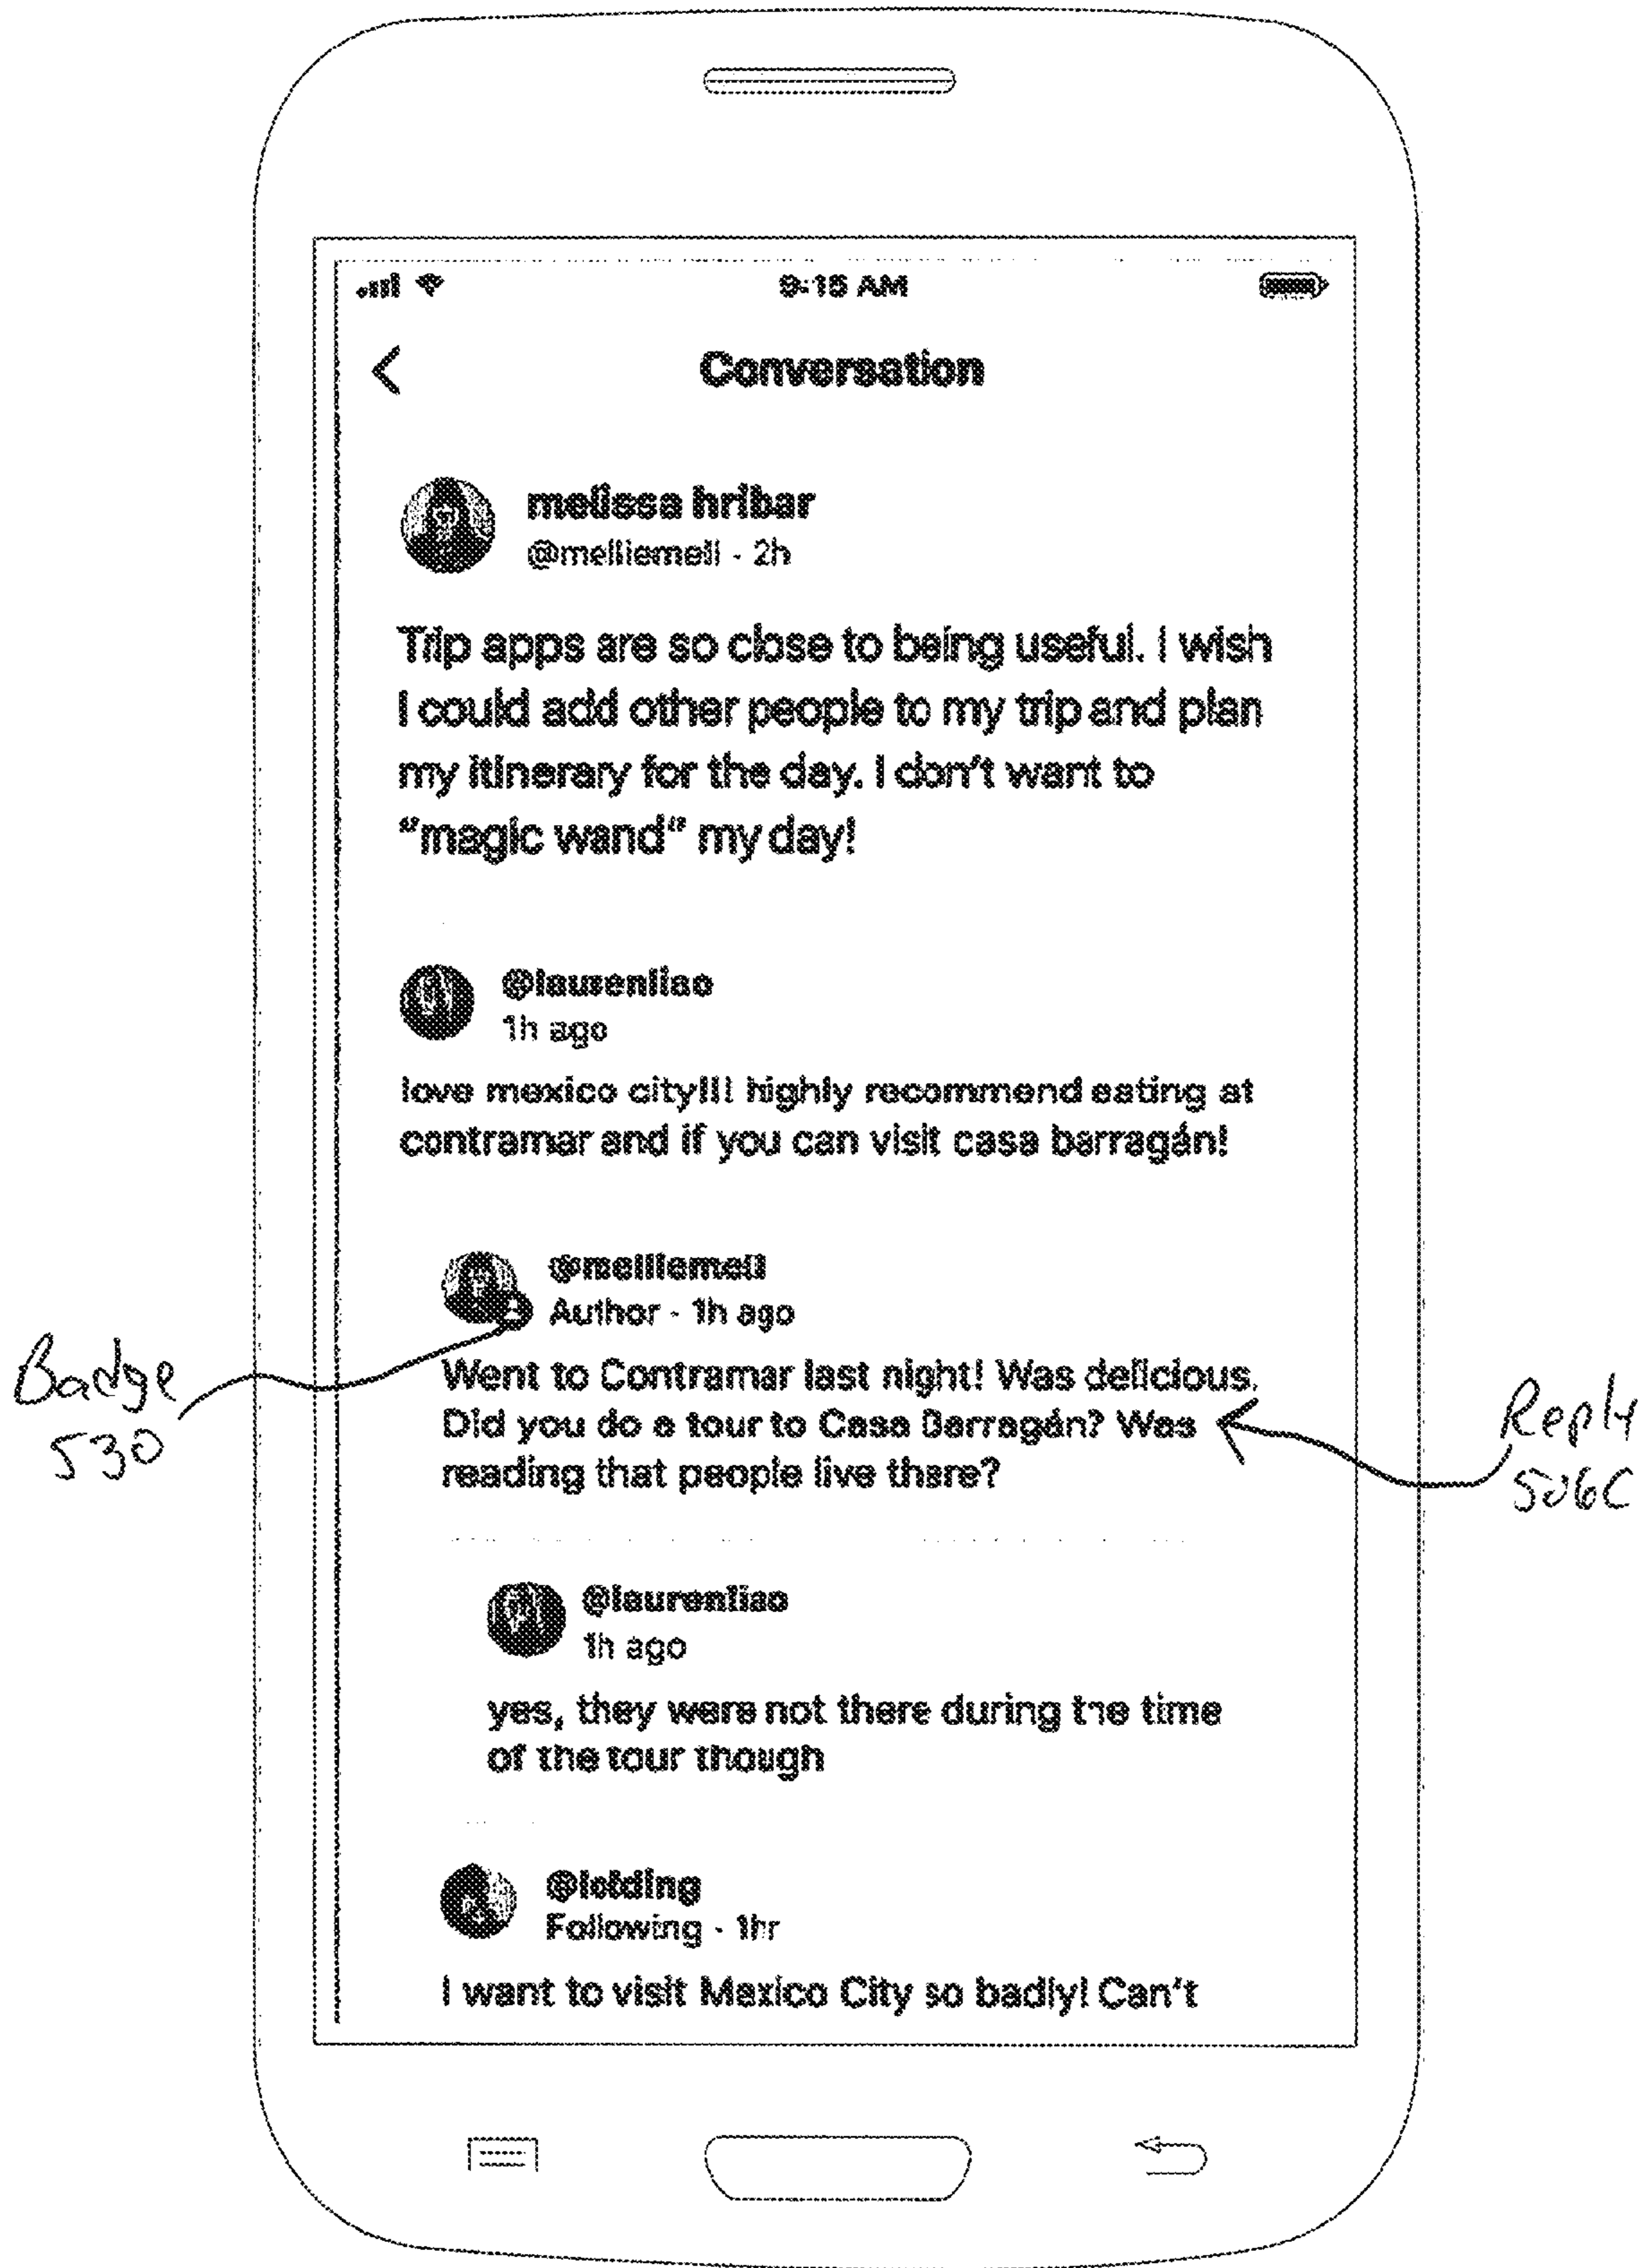 9:15 AM
Conversation
melissa hribar
@melliemell · 2h
Trip apps are so close to being useful. I wish
I could add other people to my trip and plan
my itinerary for the day. I don't want to
“magic wand” my day!
@laurenliao
1h ago
love mexico city!!! highly recommend eating at
contramar and if you can visit casa barragán!
@melliemell
Author · 1h ago
Badge
530
Went to Contramar last night! Was delicious.
Did you do a tour to Casa Barragán? Was
reading that people live there?
Reply
506C
@laurenliao
1h ago
yes, they were not there during the time
of the tour though
Following · 1hr
I want to visit Mexico City so badly! Can't